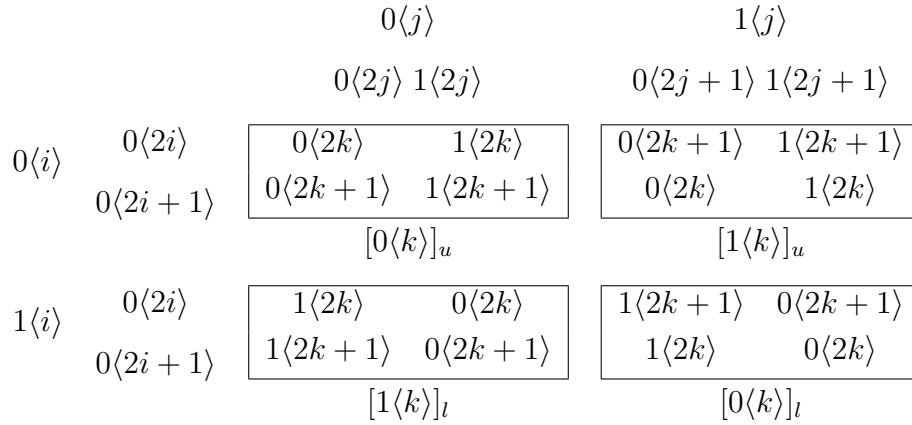 0⟨j⟩ 1⟨j⟩
0⟨2j⟩ 1⟨2j⟩ 0⟨2j + 1⟩ 1⟨2j + 1⟩
0⟨i⟩ 0⟨2i⟩ 0⟨2k⟩ 1⟨2k⟩ 0⟨2k + 1⟩ 1⟨2k + 1⟩
0⟨2i + 1⟩ 0⟨2k + 1⟩ 1⟨2k + 1⟩ 0⟨2k⟩ 1⟨2k⟩
[0⟨k⟩]_u [1⟨k⟩]_u
1⟨i⟩ 0⟨2i⟩ 1⟨2k⟩ 0⟨2k⟩ 1⟨2k + 1⟩ 0⟨2k + 1⟩
0⟨2i + 1⟩ 1⟨2k + 1⟩ 0⟨2k + 1⟩ 1⟨2k⟩ 0⟨2k⟩
[1⟨k⟩]_l [0⟨k⟩]_l